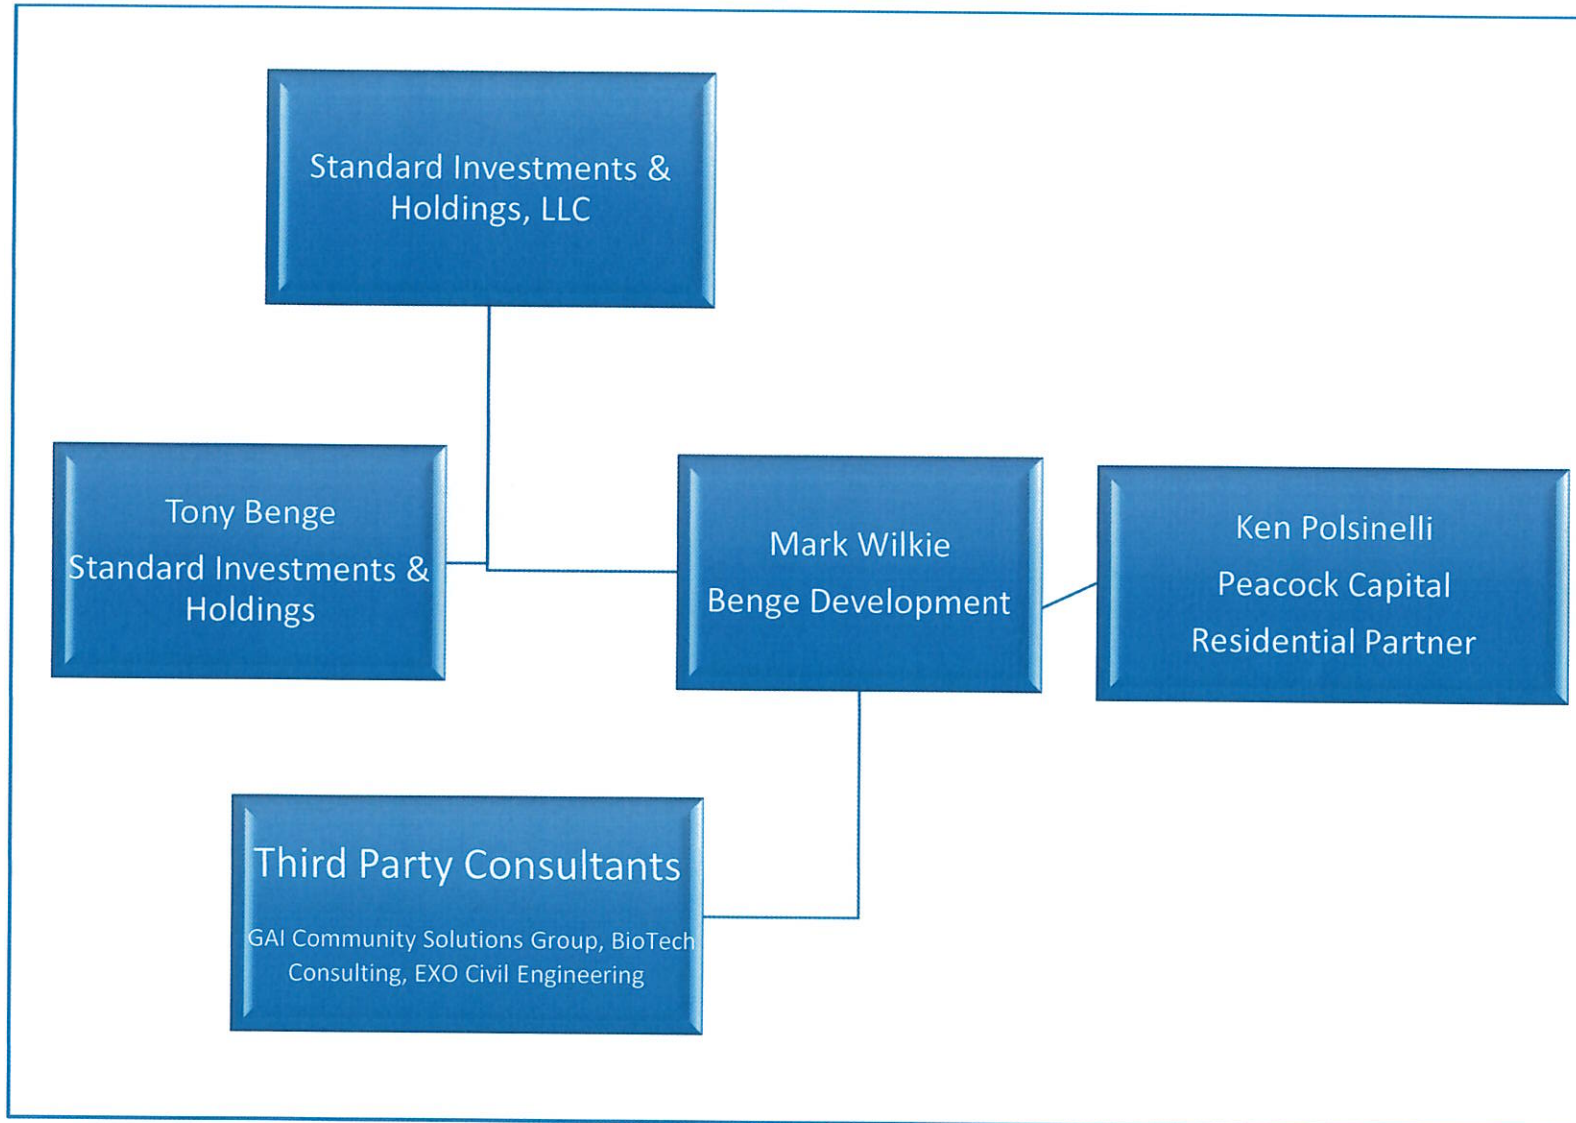 Standard Investments &
Holdings, LLC
Tony Benge
Standard Investments &
Holdings
Mark Wilkie
Benge Development
Ken Polsinelli
Peacock Capital
Residential Partner
Third Party Consultants
GAI Community Solutions Group, BioTech
Consulting, EXO Civil Engineering